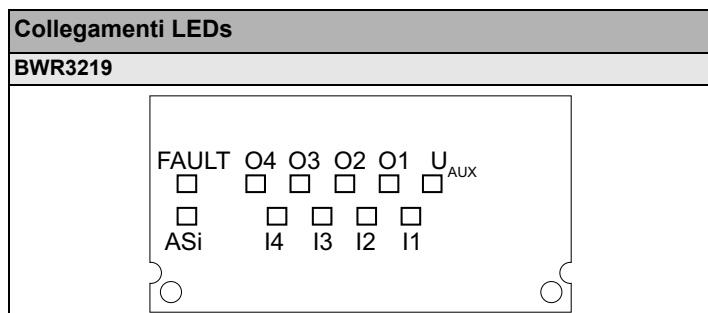 Collegamenti LEDs
BWR3219
FAULT O4 O3 O2 O1 UAUX
ASi I4 I3 I2 I1